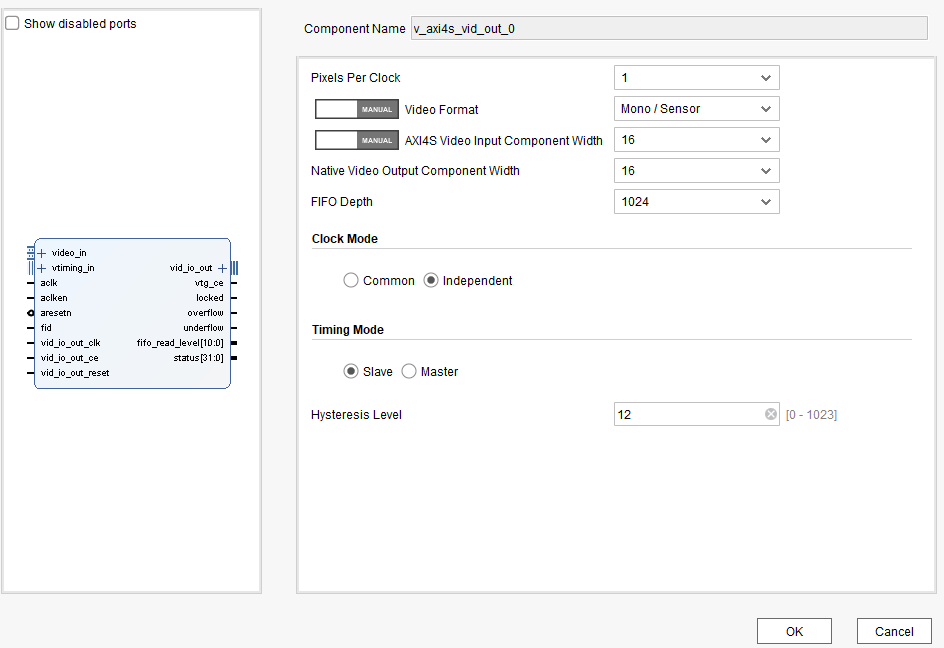 Show disabled ports
video_in
vtiming_in
aclk
aclken
aresetn
fid
vid_io_out_clk
vid_io_out_ce
vid_io_out_reset
vid_io_out
vtg_ce
locked
overflow
underflow
fifo_read_level[10:0]
status[31:0]
Component Name v_axi4s_vid_out_0
Pixels Per Clock 1
MANUAL Video Format Mono / Sensor
MANUAL AXI4S Video Input Component Width 16
Native Video Output Component Width 16
FIFO Depth 1024
Clock Mode
Common Independent
Timing Mode
Slave Master
Hysteresis Level 12 [0 - 1023]
OK Cancel